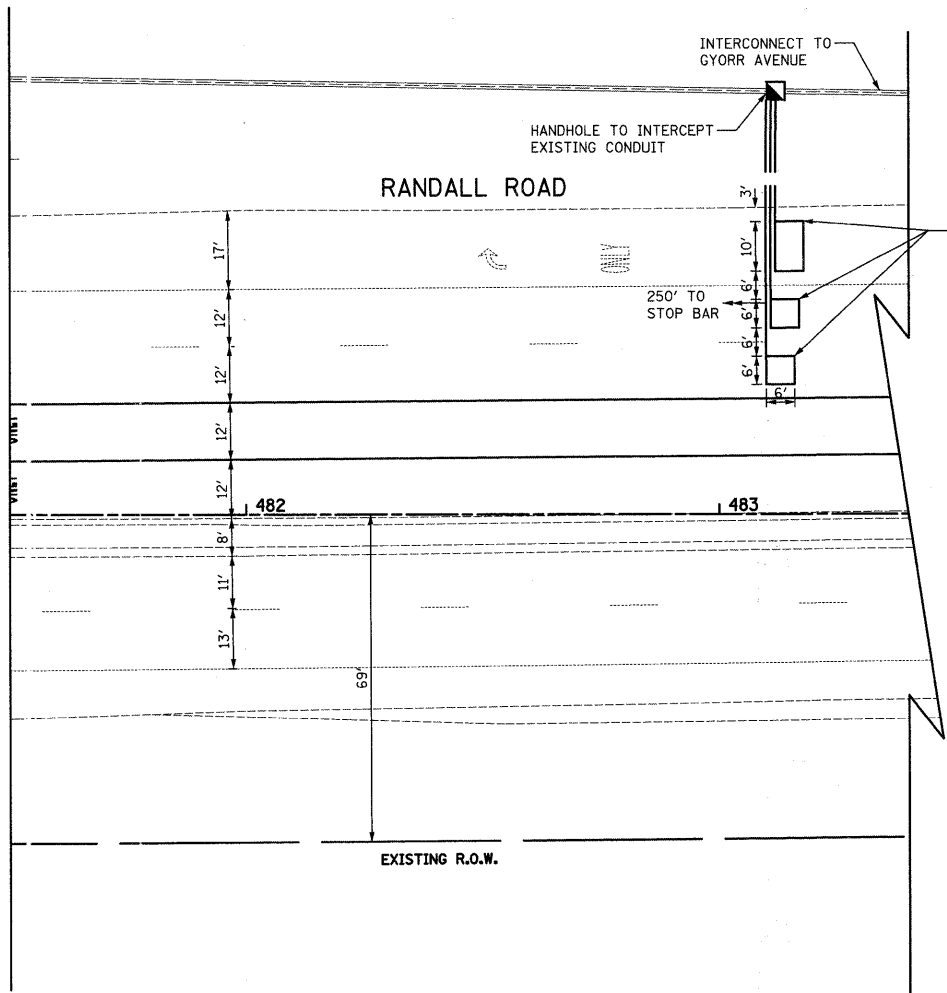 INTERCONNECT TO
GYORR AVENUE
HANDHOLE TO INTERCEPT
EXISTING CONDUIT
RANDALL ROAD
3'
17'
ONLY
10'
6'
250' TO
STOP BAR
6'
12'
6'
12'
6'
6'
12'
12'
482
483
8'
11'
13'
69'
EXISTING R.O.W.